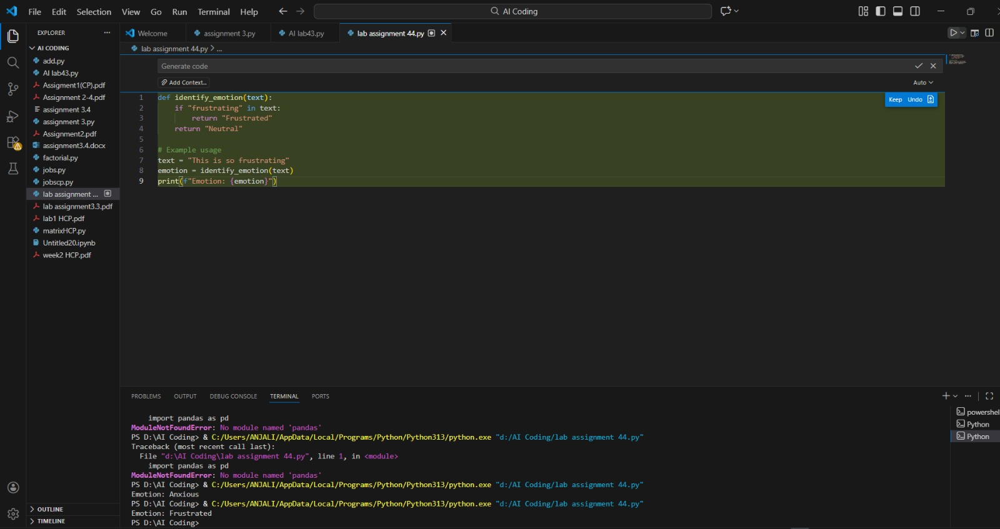 File Edit Selection View Go Run Terminal Help
AI Coding
EXPLORER
AI CODING
add.py
AI lab43.py
Assigment1(CP).pdf
Assignment 2-4.pdf
assignment 3.4
assignment 3.py
Assignment2.pdf
assignment3.4.docx
factorial.py
jobs.py
jobscp.py
lab assignment ...
lab assignment3.3.pdf
lab1 HCP.pdf
matrixHCP.py
Untitled20.ipynb
week2 HCP.pdf
OUTLINE
TIMELINE
Welcome assignment 3.py AI lab43.py lab assignment 44.py
lab assignment 44.py > ...
Generate code
Add Context...
Auto
Keep Undo
1 def identify_emotion(text):
2 if "frustrating" in text:
3 return "Frustrated"
4 return "Neutral"
5
6 # Example usage
7 text = "This is so frustrating"
8 emotion = identify_emotion(text)
9 print(f"Emotion: {emotion}")
PROBLEMS OUTPUT DEBUG CONSOLE TERMINAL PORTS
import pandas as pd
ModuleNotFoundError: No module named 'pandas'
PS D:\AI Coding> & C:/Users/ANJALI/AppData/Local/Programs/Python/Python313/python.exe "d:/AI Coding/lab assignment 44.py"
Traceback (most recent call last):
File "d:\AI Coding\lab assignment 44.py", line 1, in <module>
import pandas as pd
ModuleNotFoundError: No module named 'pandas'
PS D:\AI Coding> & C:/Users/ANJALI/AppData/Local/Programs/Python/Python313/python.exe "d:/AI Coding/lab assignment 44.py"
Emotion: Anxious
PS D:\AI Coding> & C:/Users/ANJALI/AppData/Local/Programs/Python/Python313/python.exe "d:/AI Coding/lab assignment 44.py"
Emotion: Frustrated
PS D:\AI Coding>
powershel
Python
Python